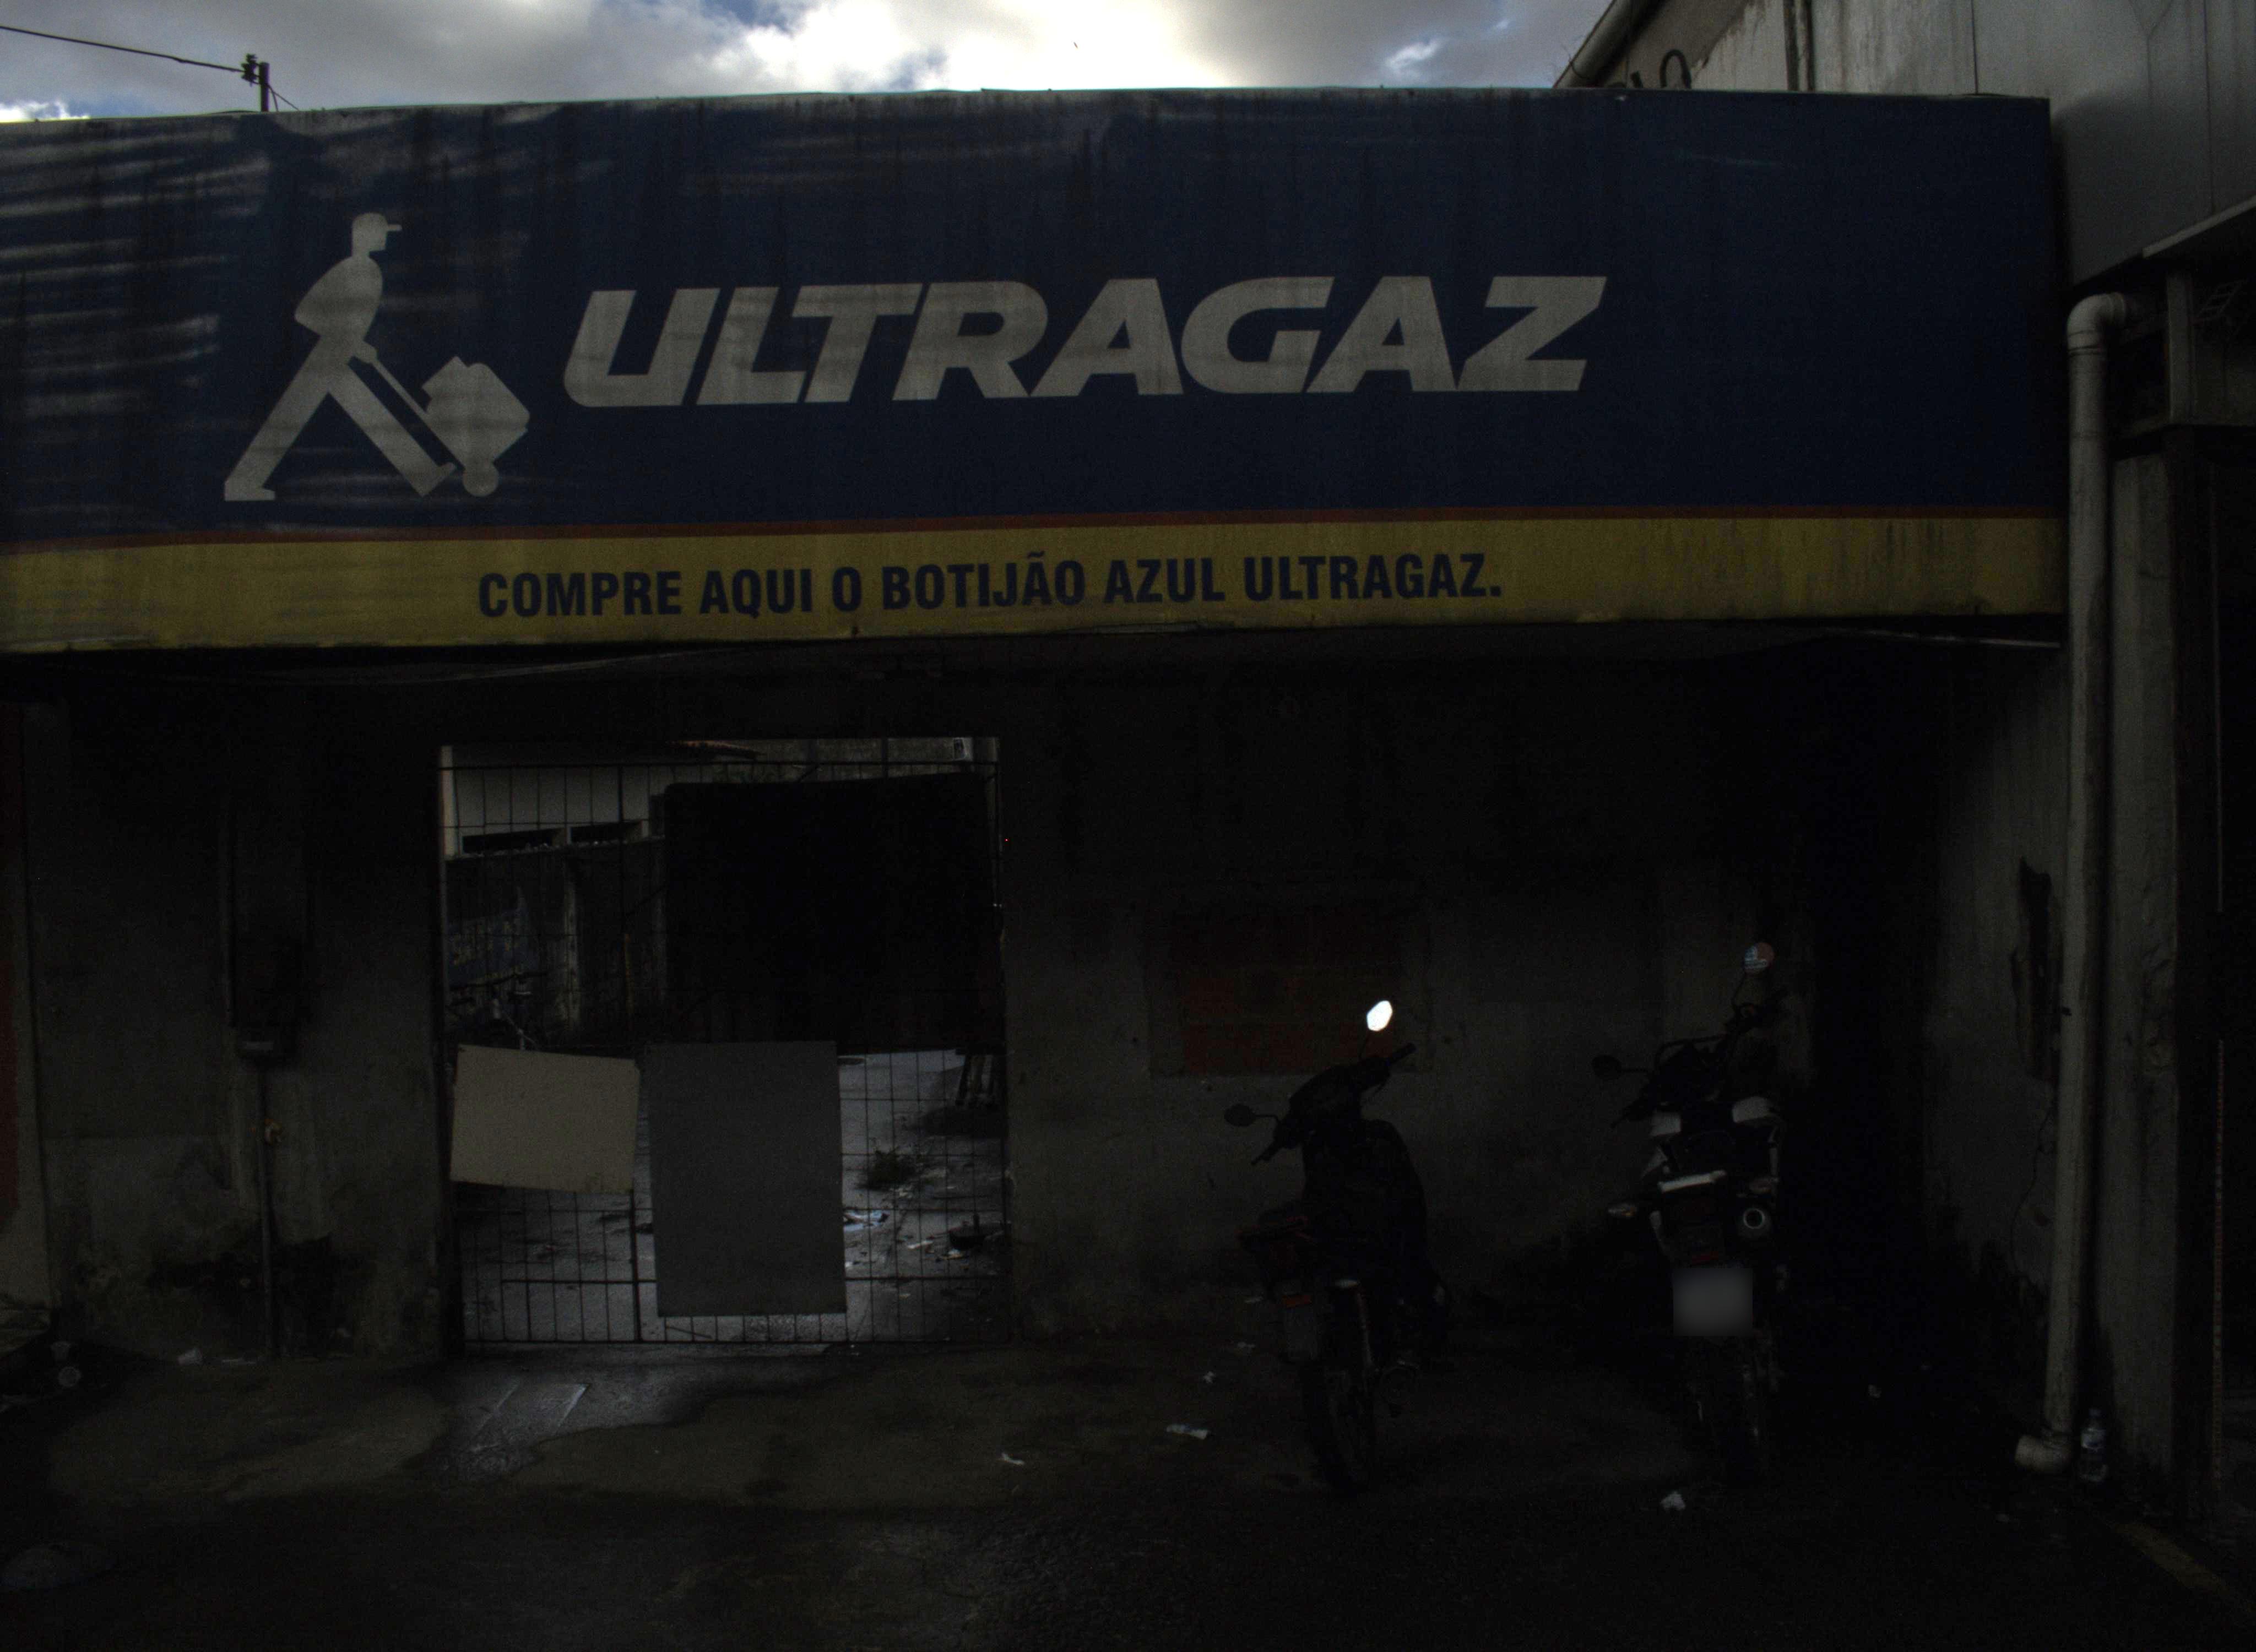 ULTRAGAZ
COMPRE AQUI O BOTIJÃO AZUL ULTRAGAZ.